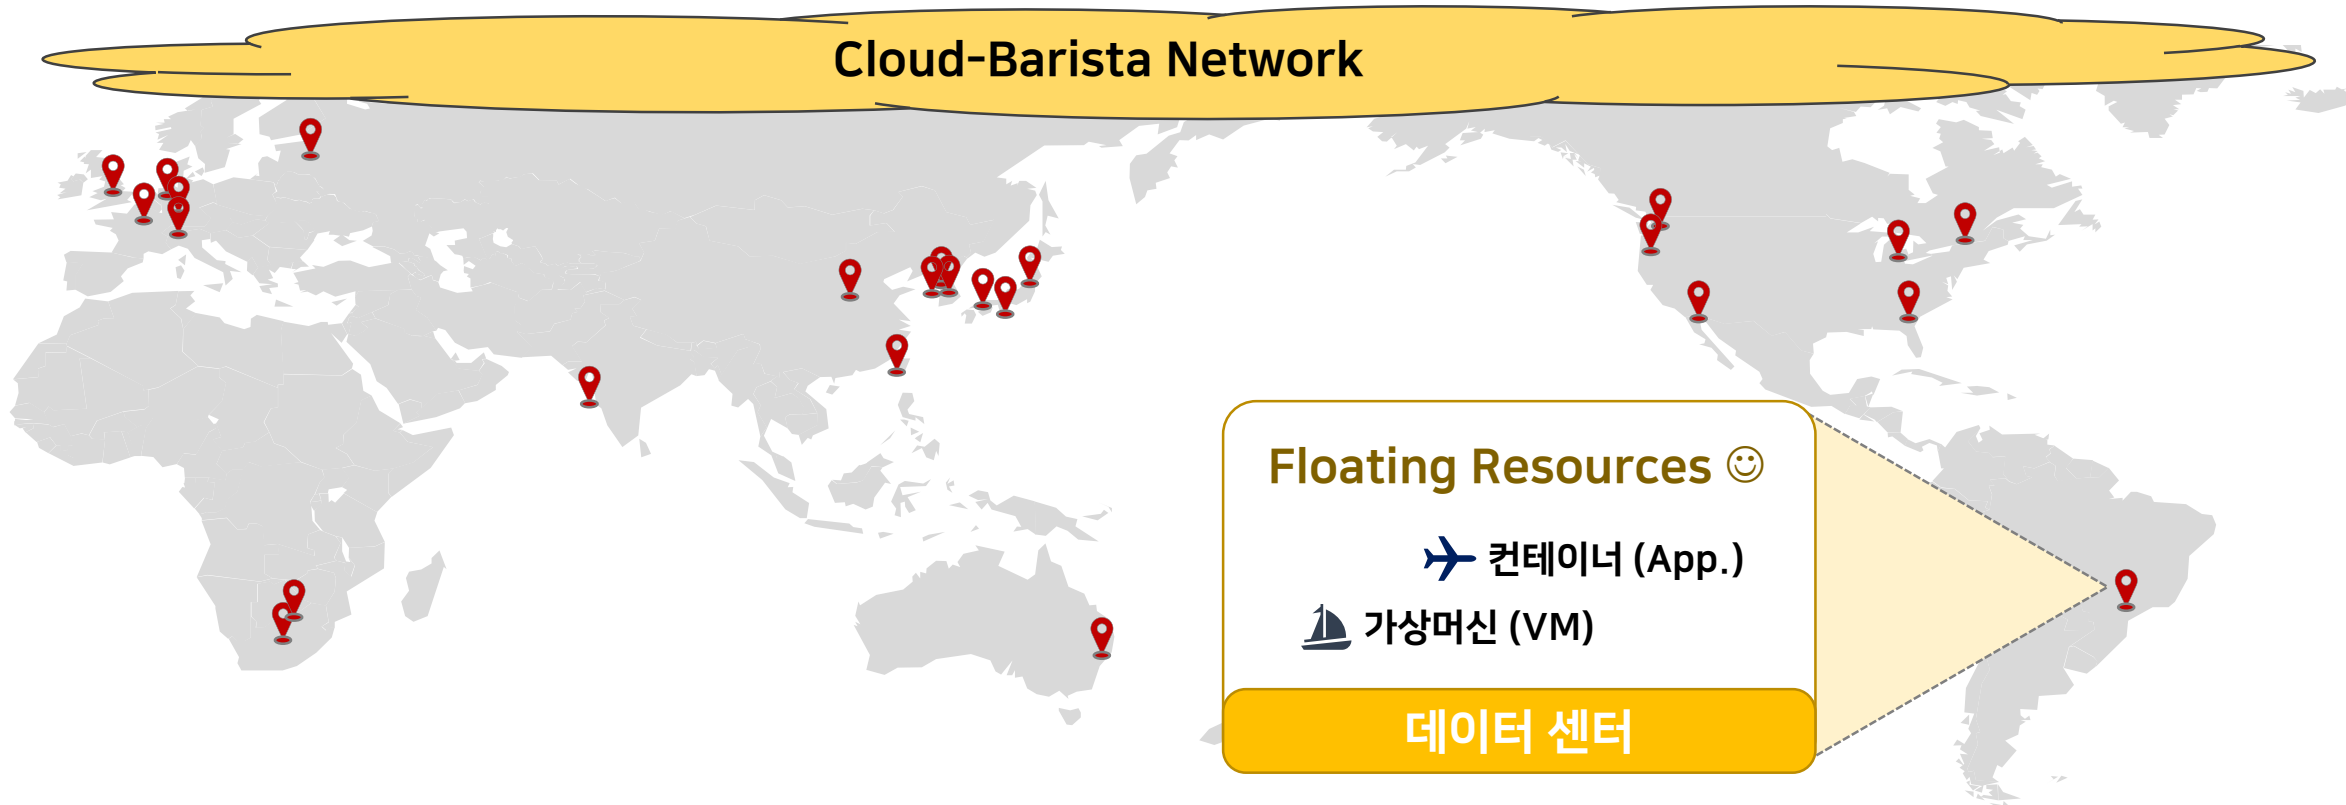 Cloud-Barista Network
Floating Resources ☺
컨테이너 (App.)
가상머신 (VM)
데이터 센터